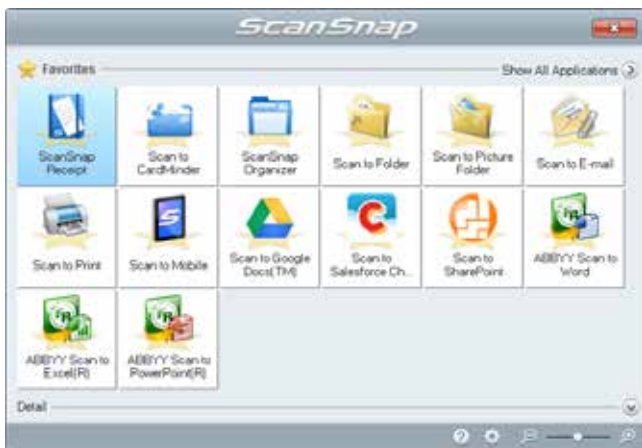 ScanSnap
Favorites
Show All Applications
ScanSnap
Receipt
Scan to
CardMinder
ScanSnap
Organizer
Scan to Folder
Scan to Picture
Folder
Scan to E-mail
Scan to Print
Scan to Mobile
Scan to Google
Docs(TM)
Scan to
Salesforce Ch...
Scan to
SharePoint
ABBYY Scan to
Word
ABBYY Scan to
Excel(R)
ABBYY Scan to
PowerPoint(R)
Detail